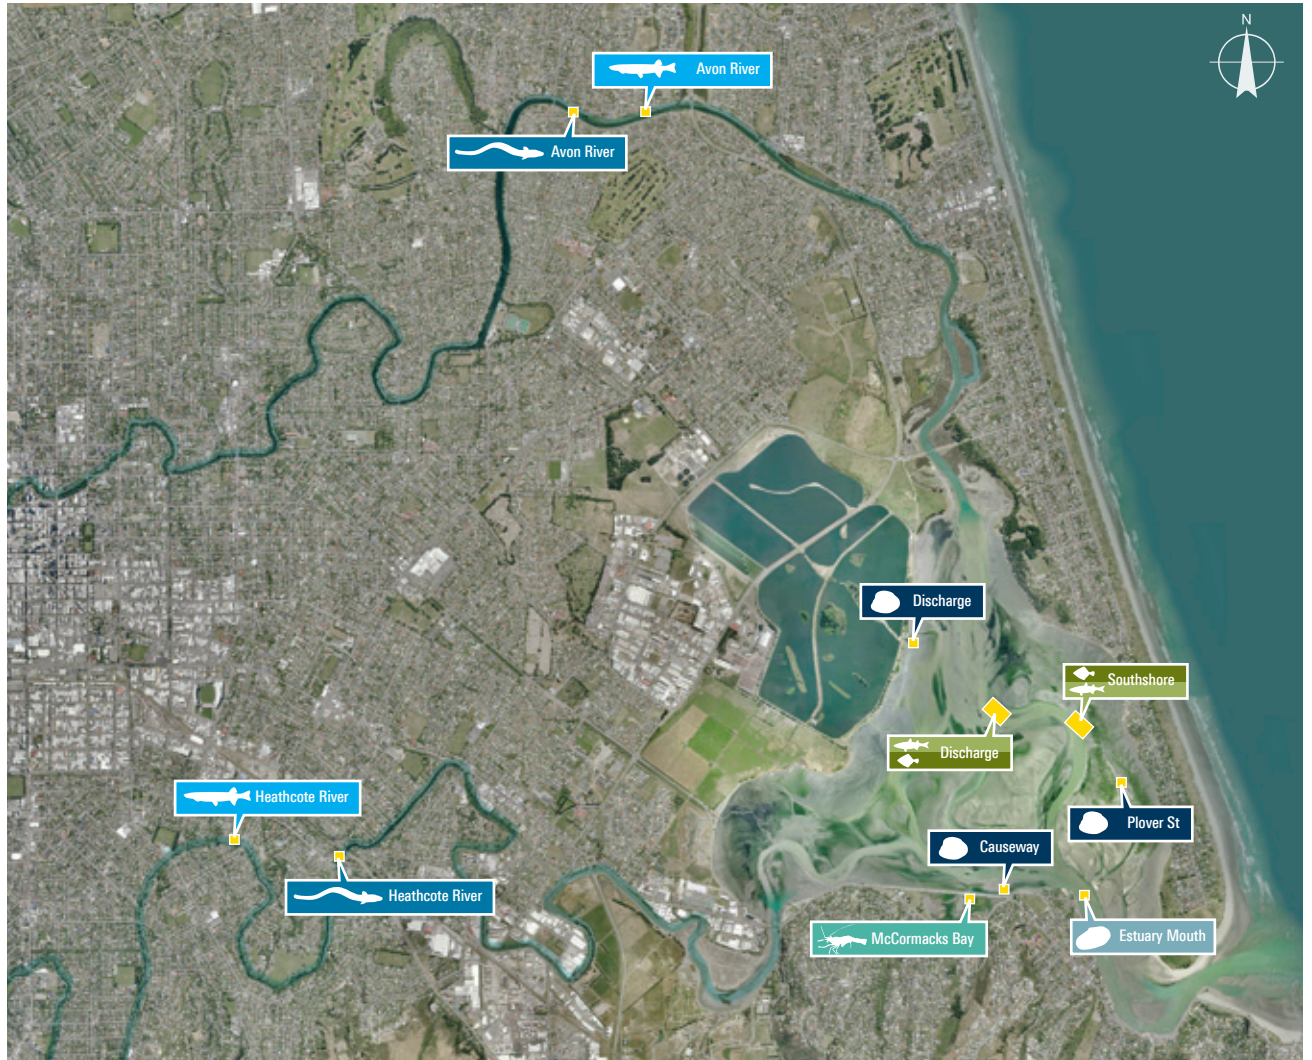 N
Avon River
Avon River
Discharge
Southshore
Discharge
Heathcote River
Plover St
Causeway
Heathcote River
Estuary Mouth
McCormacks Bay